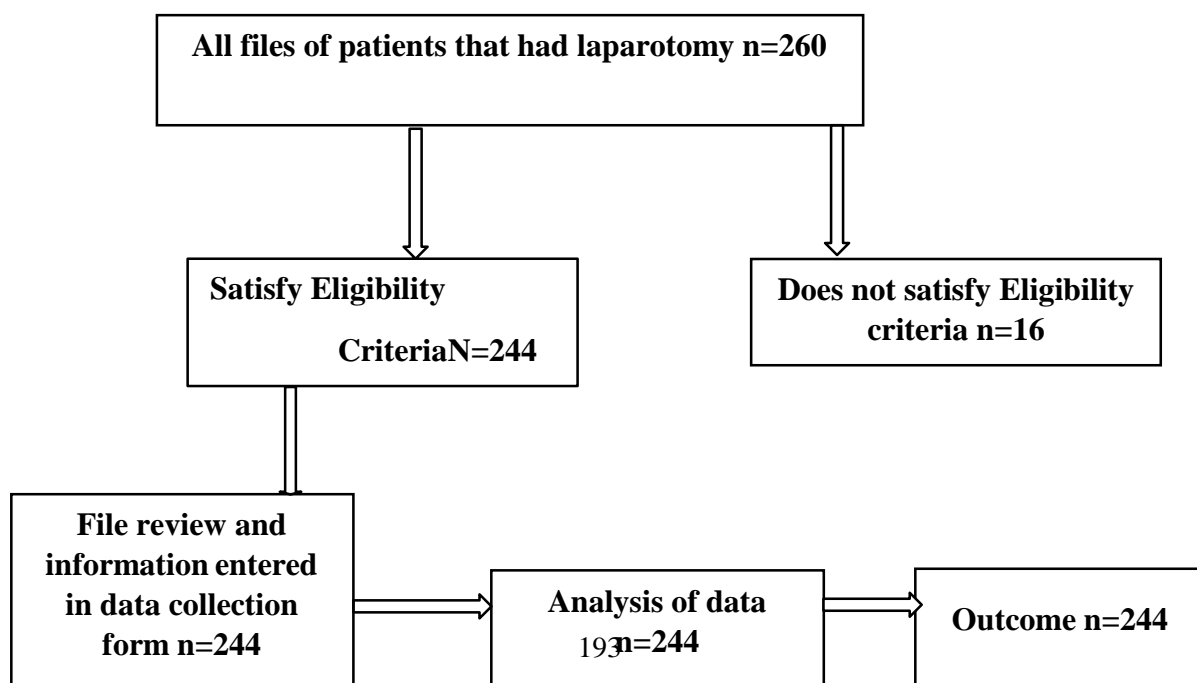 All files of patients that had laparotomy n=260
Satisfy Eligibility
CriteriaN=244
Does not satisfy Eligibility
criteria n=16
File review and
information entered
in data collection
form n=244
Analysis of data
n=244
193
Outcome n=244